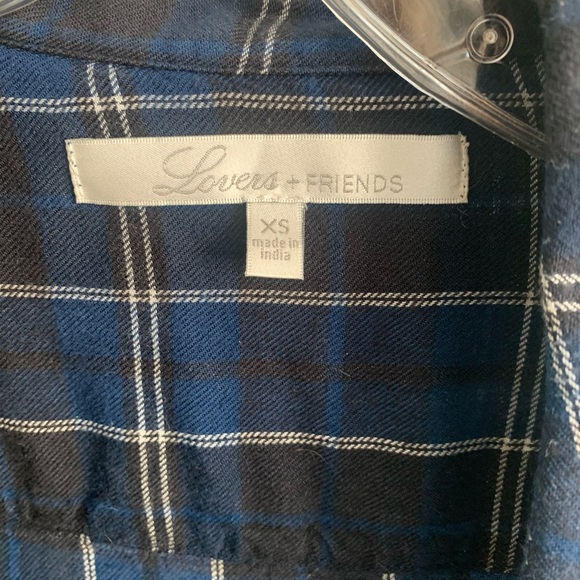 Lovers + FRIENDS
XS
made in
india